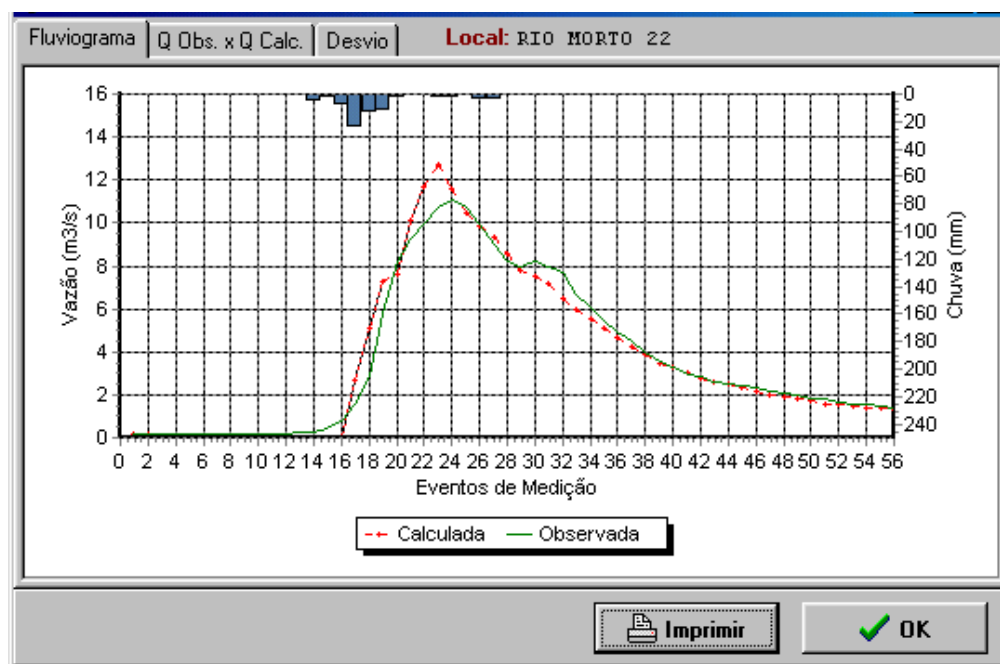 Fluviograma Q Obs. x Q Calc. Desvio Local: RIO MORTO 22
16 14 12 10 8 6 4 2 0
Vazão (m3/s)
0 20 40 60 80 100 120 140 160 180 200 220 240
Chuva (mm)
0 2 4 6 8 10 12 14 16 18 20 22 24 26 28 30 32 34 36 38 40 42 44 46 48 50 52 54 56
Eventos de Medição
Calculada Observada
Imprimir OK